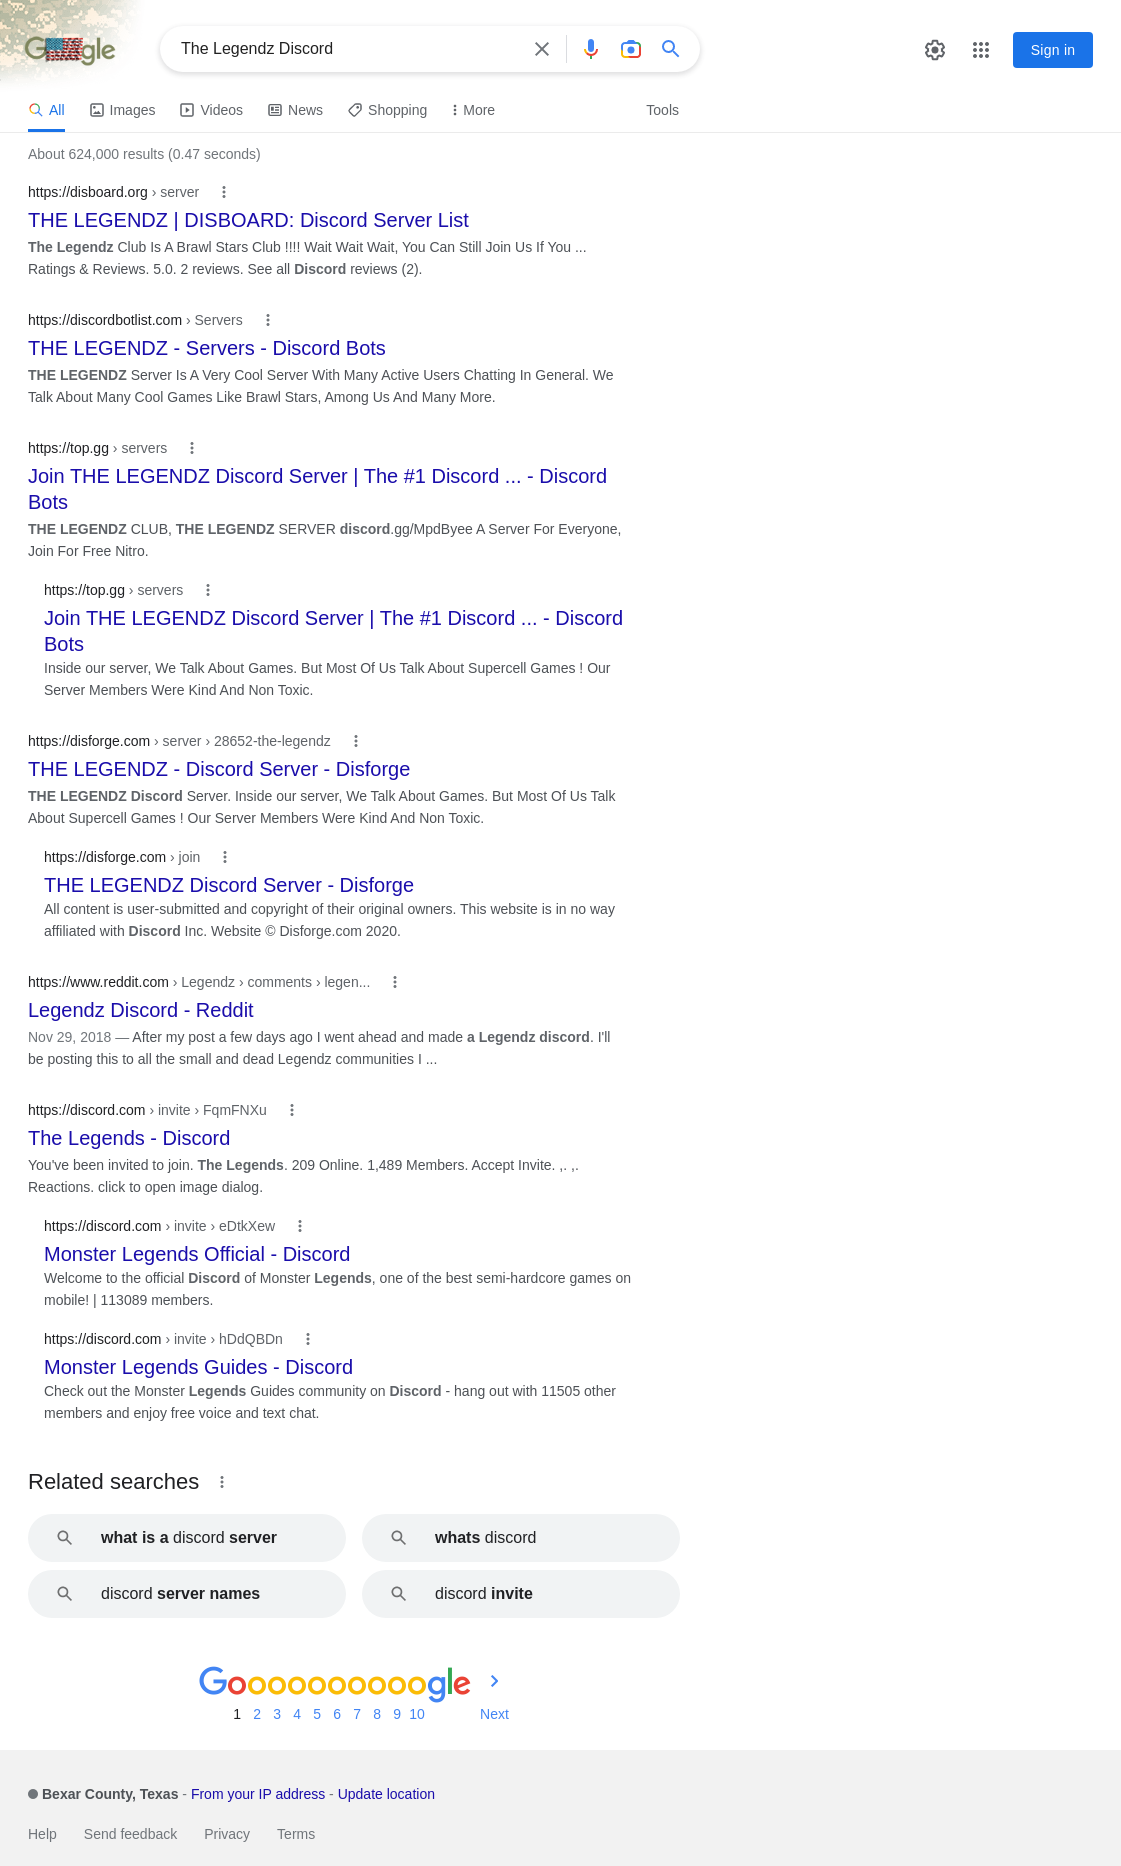 Google
The Legendz Discord
Sign in
All Images Videos News Shopping More Tools
About 624,000 results (0.47 seconds)
https://disboard.org › server
THE LEGENDZ | DISBOARD: Discord Server List
The Legendz Club Is A Brawl Stars Club !!!! Wait Wait Wait, You Can Still Join Us If You ...
Ratings & Reviews. 5.0. 2 reviews. See all Discord reviews (2).
https://discordbotlist.com › Servers
THE LEGENDZ - Servers - Discord Bots
THE LEGENDZ Server Is A Very Cool Server With Many Active Users Chatting In General. We
Talk About Many Cool Games Like Brawl Stars, Among Us And Many More.
https://top.gg › servers
Join THE LEGENDZ Discord Server | The #1 Discord ... - Discord
Bots
THE LEGENDZ CLUB, THE LEGENDZ SERVER discord.gg/MpdByee A Server For Everyone,
Join For Free Nitro.
https://top.gg › servers
Join THE LEGENDZ Discord Server | The #1 Discord ... - Discord
Bots
Inside our server, We Talk About Games. But Most Of Us Talk About Supercell Games ! Our
Server Members Were Kind And Non Toxic.
https://disforge.com › server › 28652-the-legendz
THE LEGENDZ - Discord Server - Disforge
THE LEGENDZ Discord Server. Inside our server, We Talk About Games. But Most Of Us Talk
About Supercell Games ! Our Server Members Were Kind And Non Toxic.
https://disforge.com › join
THE LEGENDZ Discord Server - Disforge
All content is user-submitted and copyright of their original owners. This website is in no way
affiliated with Discord Inc. Website © Disforge.com 2020.
https://www.reddit.com › Legendz › comments › legen...
Legendz Discord - Reddit
Nov 29, 2018 — After my post a few days ago I went ahead and made a Legendz discord. I'll
be posting this to all the small and dead Legendz communities I ...
https://discord.com › invite › FqmFNXu
The Legends - Discord
You've been invited to join. The Legends. 209 Online. 1,489 Members. Accept Invite. ,. ,.
Reactions. click to open image dialog.
https://discord.com › invite › eDtkXew
Monster Legends Official - Discord
Welcome to the official Discord of Monster Legends, one of the best semi-hardcore games on
mobile! | 113089 members.
https://discord.com › invite › hDdQBDn
Monster Legends Guides - Discord
Check out the Monster Legends Guides community on Discord - hang out with 11505 other
members and enjoy free voice and text chat.
Related searches
what is a discord server
whats discord
discord server names
discord invite
Goooooooooogle
1 2 3 4 5 6 7 8 9 10 Next
Bexar County, Texas - From your IP address - Update location
Help Send feedback Privacy Terms